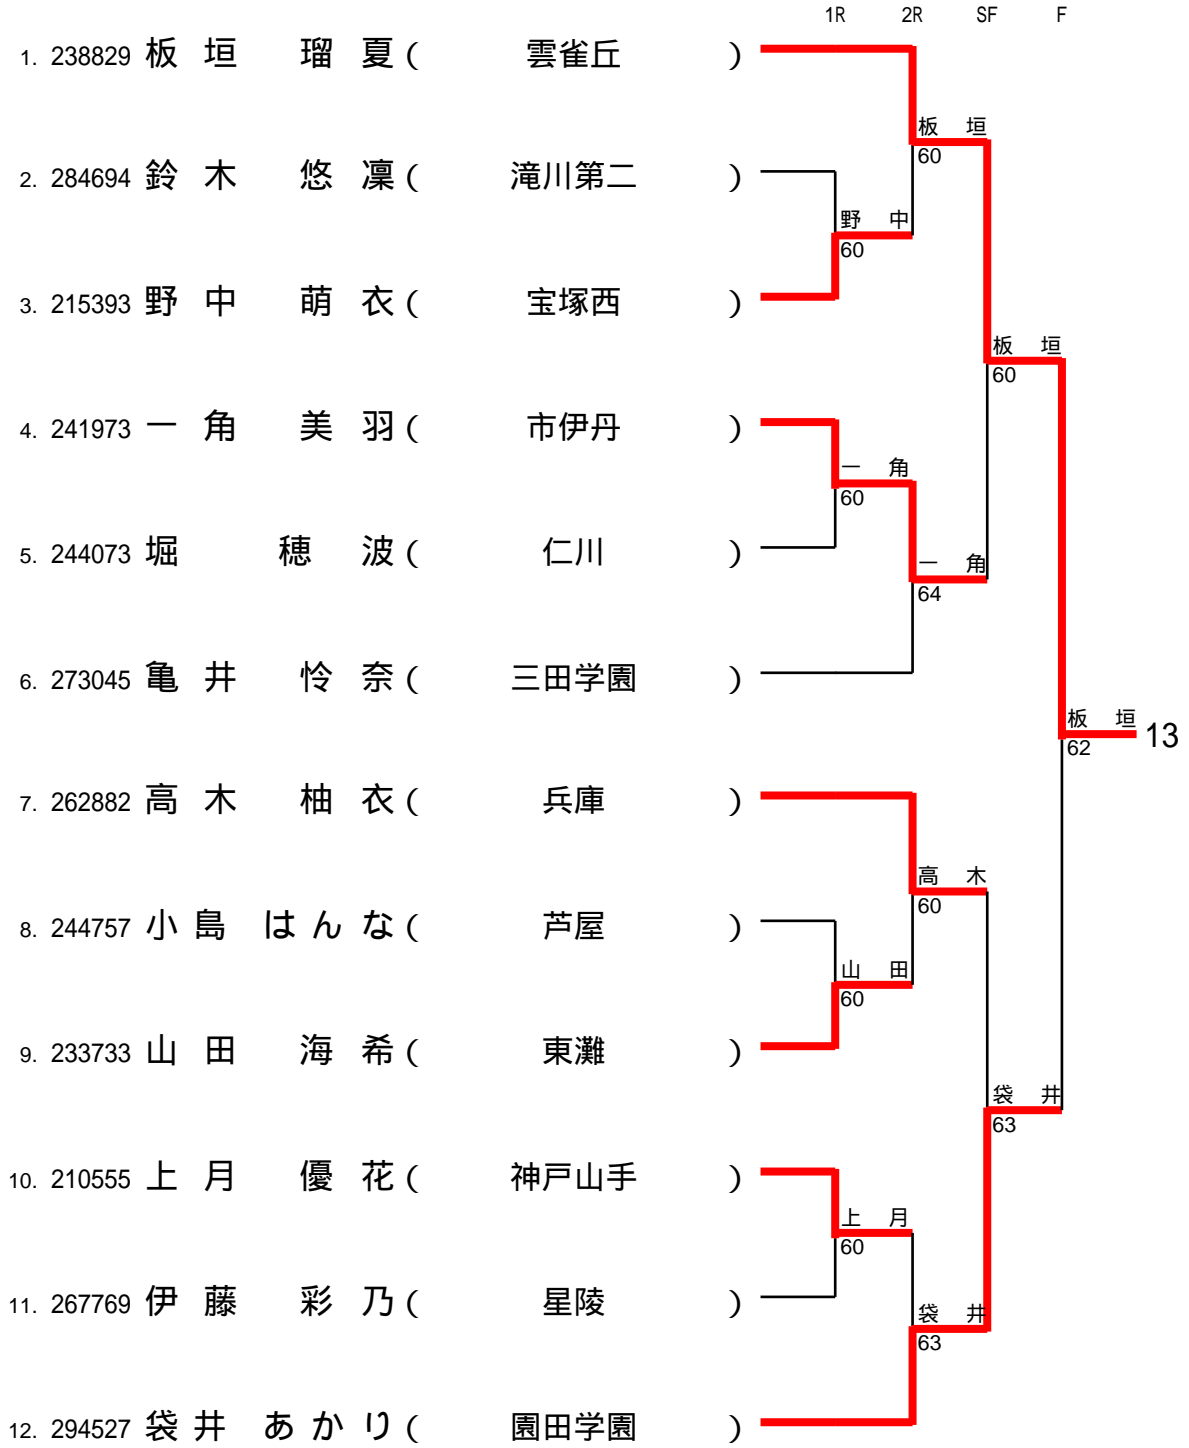 1R 2R SF F
1. 238829 板垣 瑠夏 ( 雲雀丘 )
板垣
60
2. 284694 鈴木 悠凜 ( 滝川第二 )
野中
60
3. 215393 野中 萌衣 ( 宝塚西 )
板垣
60
4. 241973 一角 美羽 ( 市伊丹 )
一角
60
5. 244073 堀 穂波 ( 仁川 )
一角
64
6. 273045 亀井 怜奈 ( 三田学園 )
板垣
62
13
7. 262882 高木 柚衣 ( 兵庫 )
高木
60
8. 244757 小島 はんな ( 芦屋 )
山田
60
9. 233733 山田 海希 ( 東灘 )
袋井
63
10. 210555 上月 優花 ( 神戸山手 )
上月
60
11. 267769 伊藤 彩乃 ( 星陵 )
袋井
63
12. 294527 袋井 あかり ( 園田学園 )